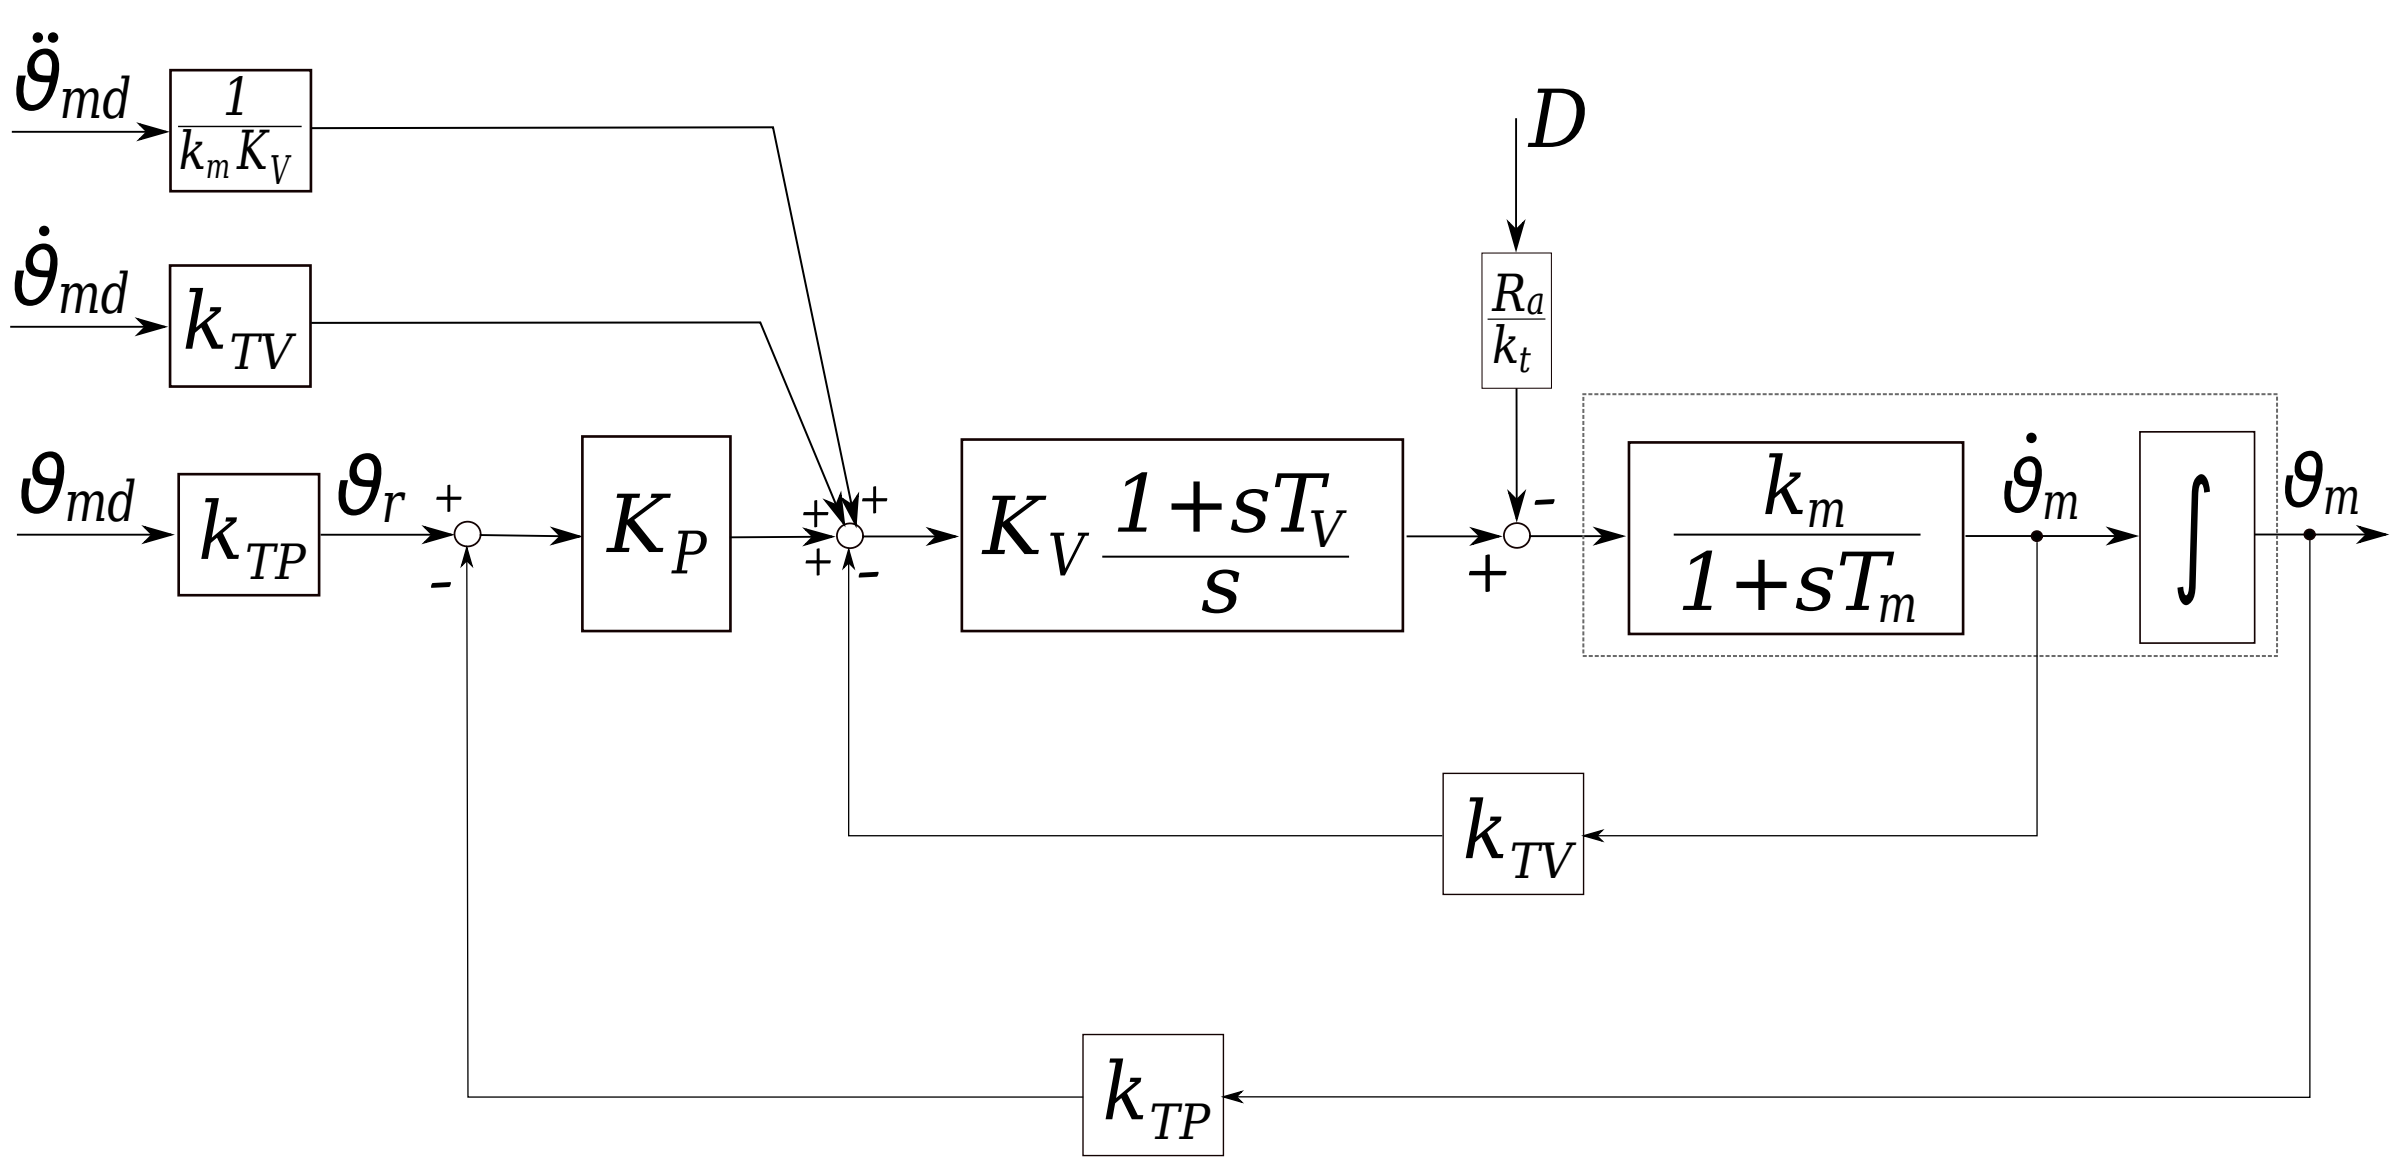 ϑ̈md
1
kmKV
D
ϑ̇md
kTV
Ra
kt
ϑmd
kTP
ϑr
+
-
KP
+
+
+
-
KV
1+sTV
s
-
+
km
1+sTm
ϑ̇m
∫
ϑm
kTV
kTP